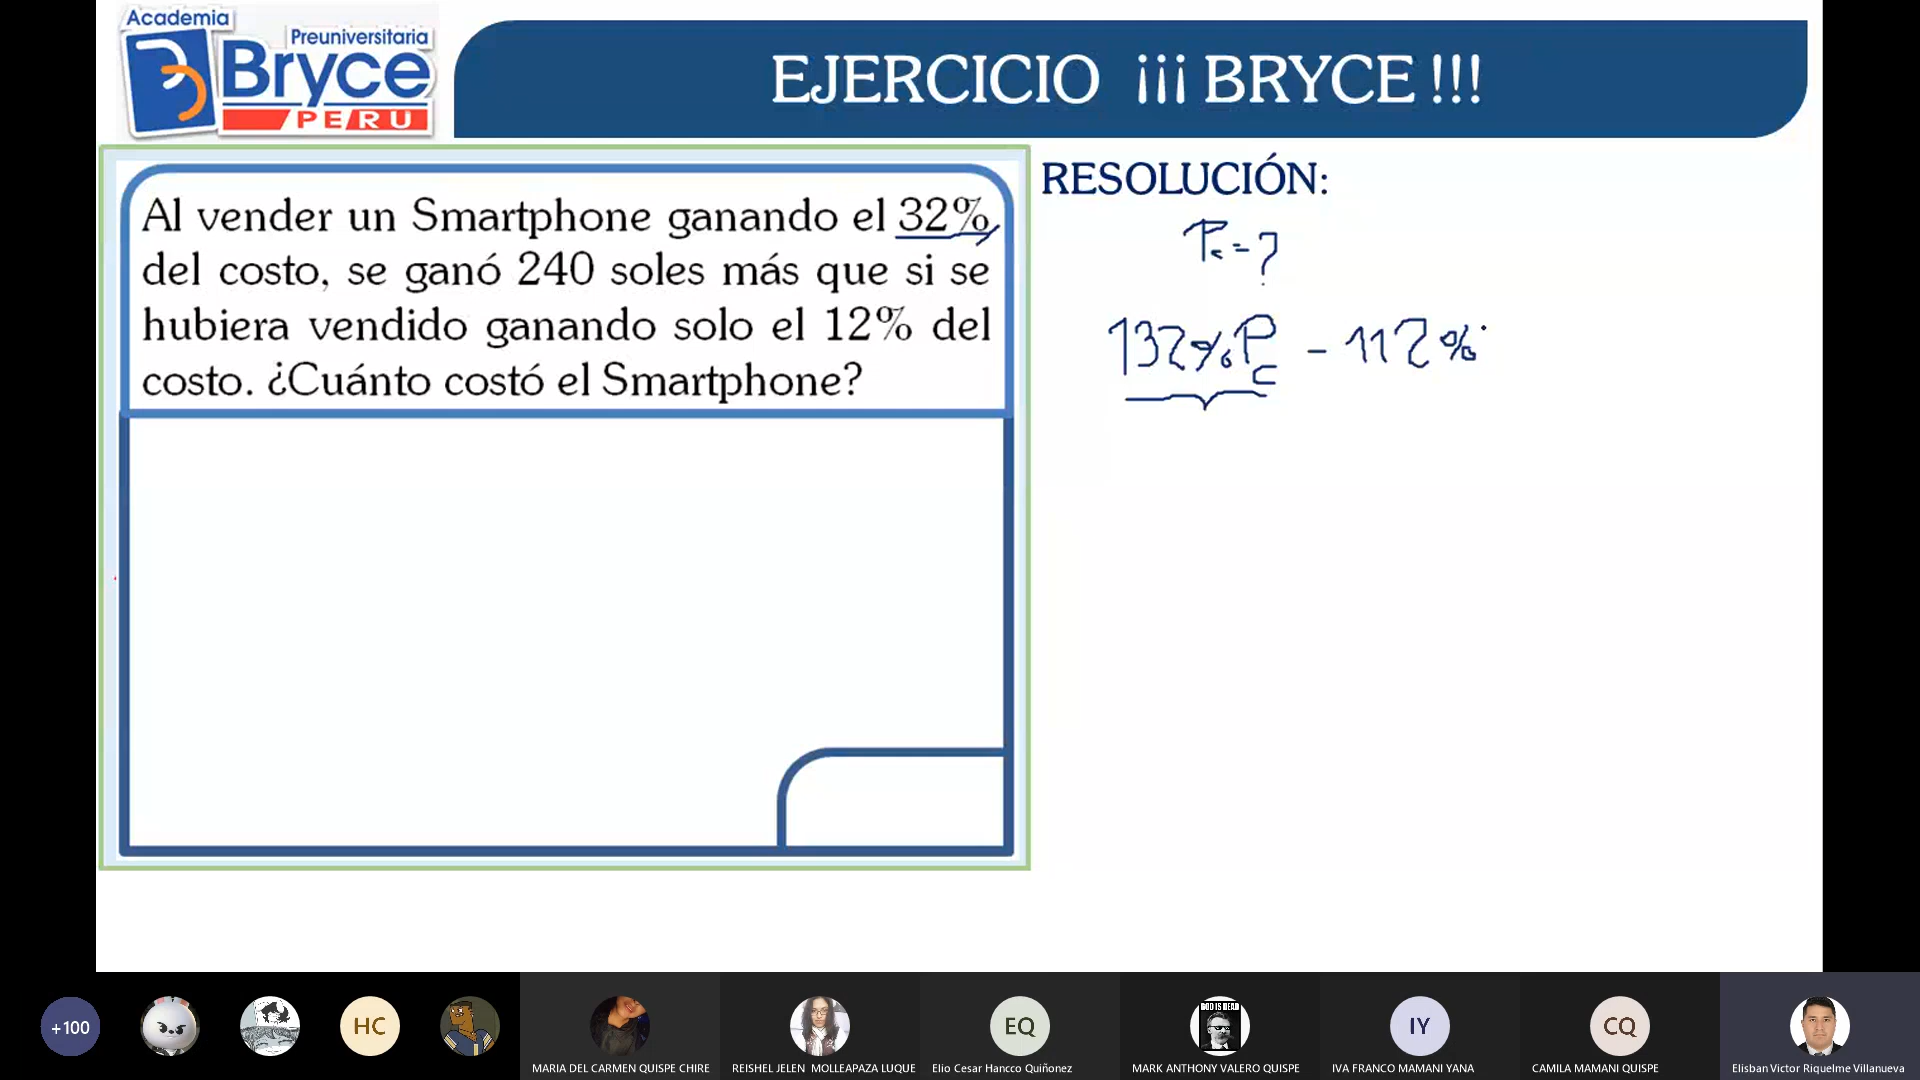 Academia
Preuniversitaria
Bryce
PERU
EJERCICIO ¡¡¡ BRYCE !!!
Al vender un Smartphone ganando el 32%
del costo, se ganó 240 soles más que si se
hubiera vendido ganando solo el 12% del
costo. ¿Cuánto costó el Smartphone?
RESOLUCIÓN:
Pc = ?
132%Pc - 112%
+100
HC
MARIA DEL CARMEN QUISPE CHIRE
REISHEL JELEN MOLLEAPAZA LUQUE
EQ
Elio Cesar Hancco Quiñonez
GOD IS DEAD
MARK ANTHONY VALERO QUISPE
IY
IVA FRANCO MAMANI YANA
CQ
CAMILA MAMANI QUISPE
Elisban Victor Riquelme Villanueva